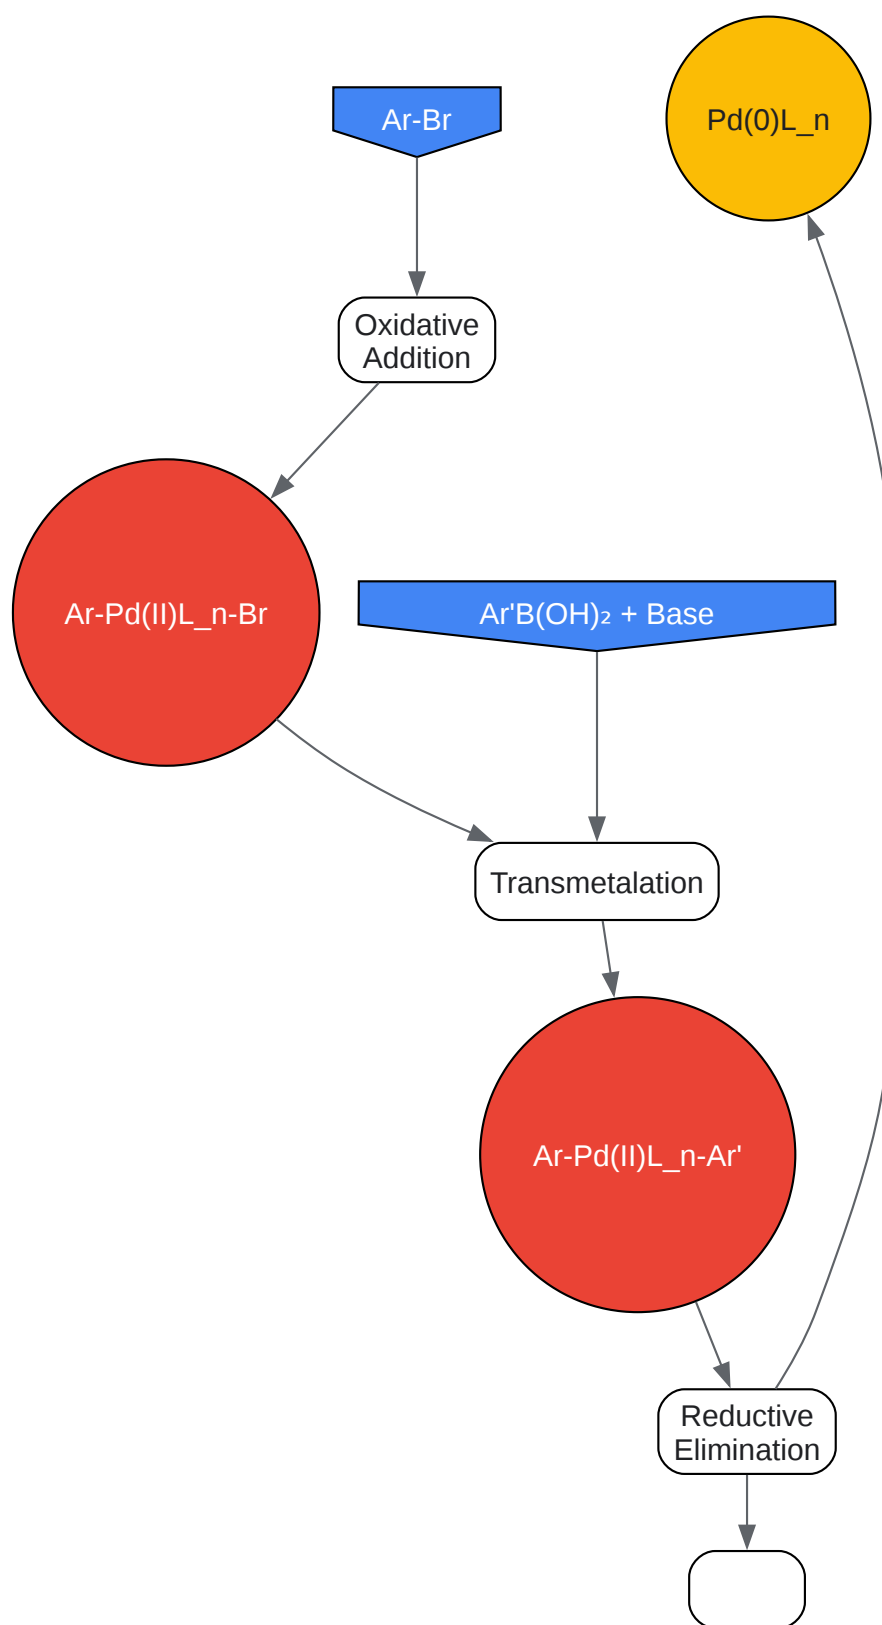 Ar-Br
Pd(0)L_n
Oxidative
Addition
Ar-Pd(II)L_n-Br
Ar'B(OH)₂ + Base
Transmetalation
Ar-Pd(II)L_n-Ar'
Reductive
Elimination